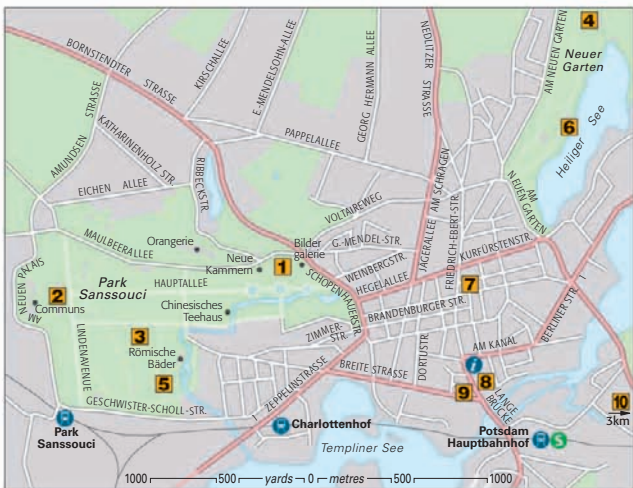 BORNSTENDTER STRASSE
KIRSCHALLEE
E-MENDELSOHN-ALLEE
GEORG HERMANN ALLEE
NEDLITZER STRASSE
AM NEUEN GARTEN
4
Neuer
Garten
6
Heiliger See
AMUNDSEN STRASSE
KATHARINENHOLZ STR.
RIBBECKSTR.
PAPPELALLEE
AM SCHRAGEN
AM NEUEN GARTEN
EICHEN ALLEE
VOLTAIREWEG
MAULBEERALLEE
Orangerie
Neue
Kammern
1
Bilder
galerie
G.-MENDEL-STR.
WEINBERGSTR.
HEGELALLEE
JÄGERALLEE
FRIEDRICH-EBERT-STR.
KURFÜRSTENSTR.
7
AM NEUEN PALAIS
2
Communs
Park
Sanssouci
HAUPTALLEE
Chinesisches
Teehaus
SCHOPENHAUERSTR.
BRANDENBURGER STR.
BERLINER STR.
3
Römische
Bäder
5
LINDENAVENUE
ZIMMER-
STR.
DORTUSTR.
AM KANAL
i
8
9
BREITE STRASSE
ZEPPELINSTRASSE
LANGE
BRÜCKE
10
3km
GESCHWISTER-SCHOLL-STR.
Park
Sanssouci
Charlottenhof
Templiner See
Potsdam
Hauptbahnhof
S
1000 500 yards 0 metres 500 1000